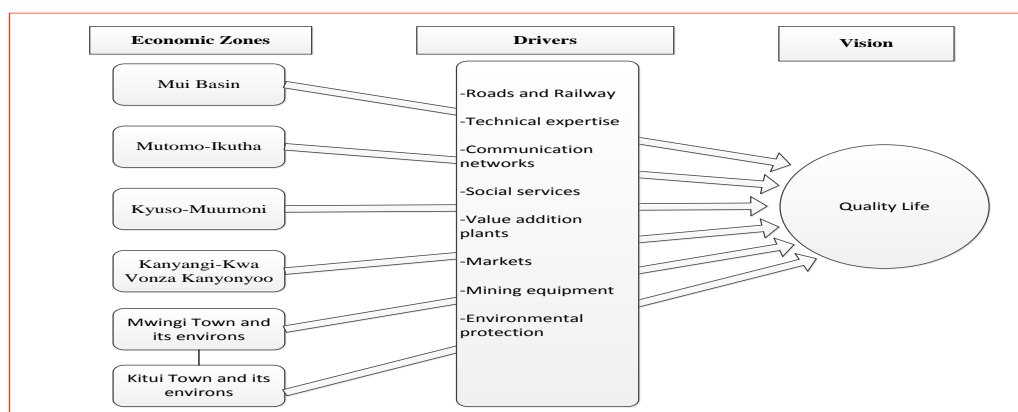 Economic Zones
Mui Basin
Mutomo-Ikutha
Kyuso-Muumoni
Kanyangi-Kwa
Vonza Kanyonyoo
Mwingi Town and
its environs
Kitui Town and its
environs
Drivers
-Roads and Railway
-Technical expertise
-Communication
networks
-Social services
-Value addition
plants
-Markets
-Mining equipment
-Environmental
protection
Vision
Quality Life